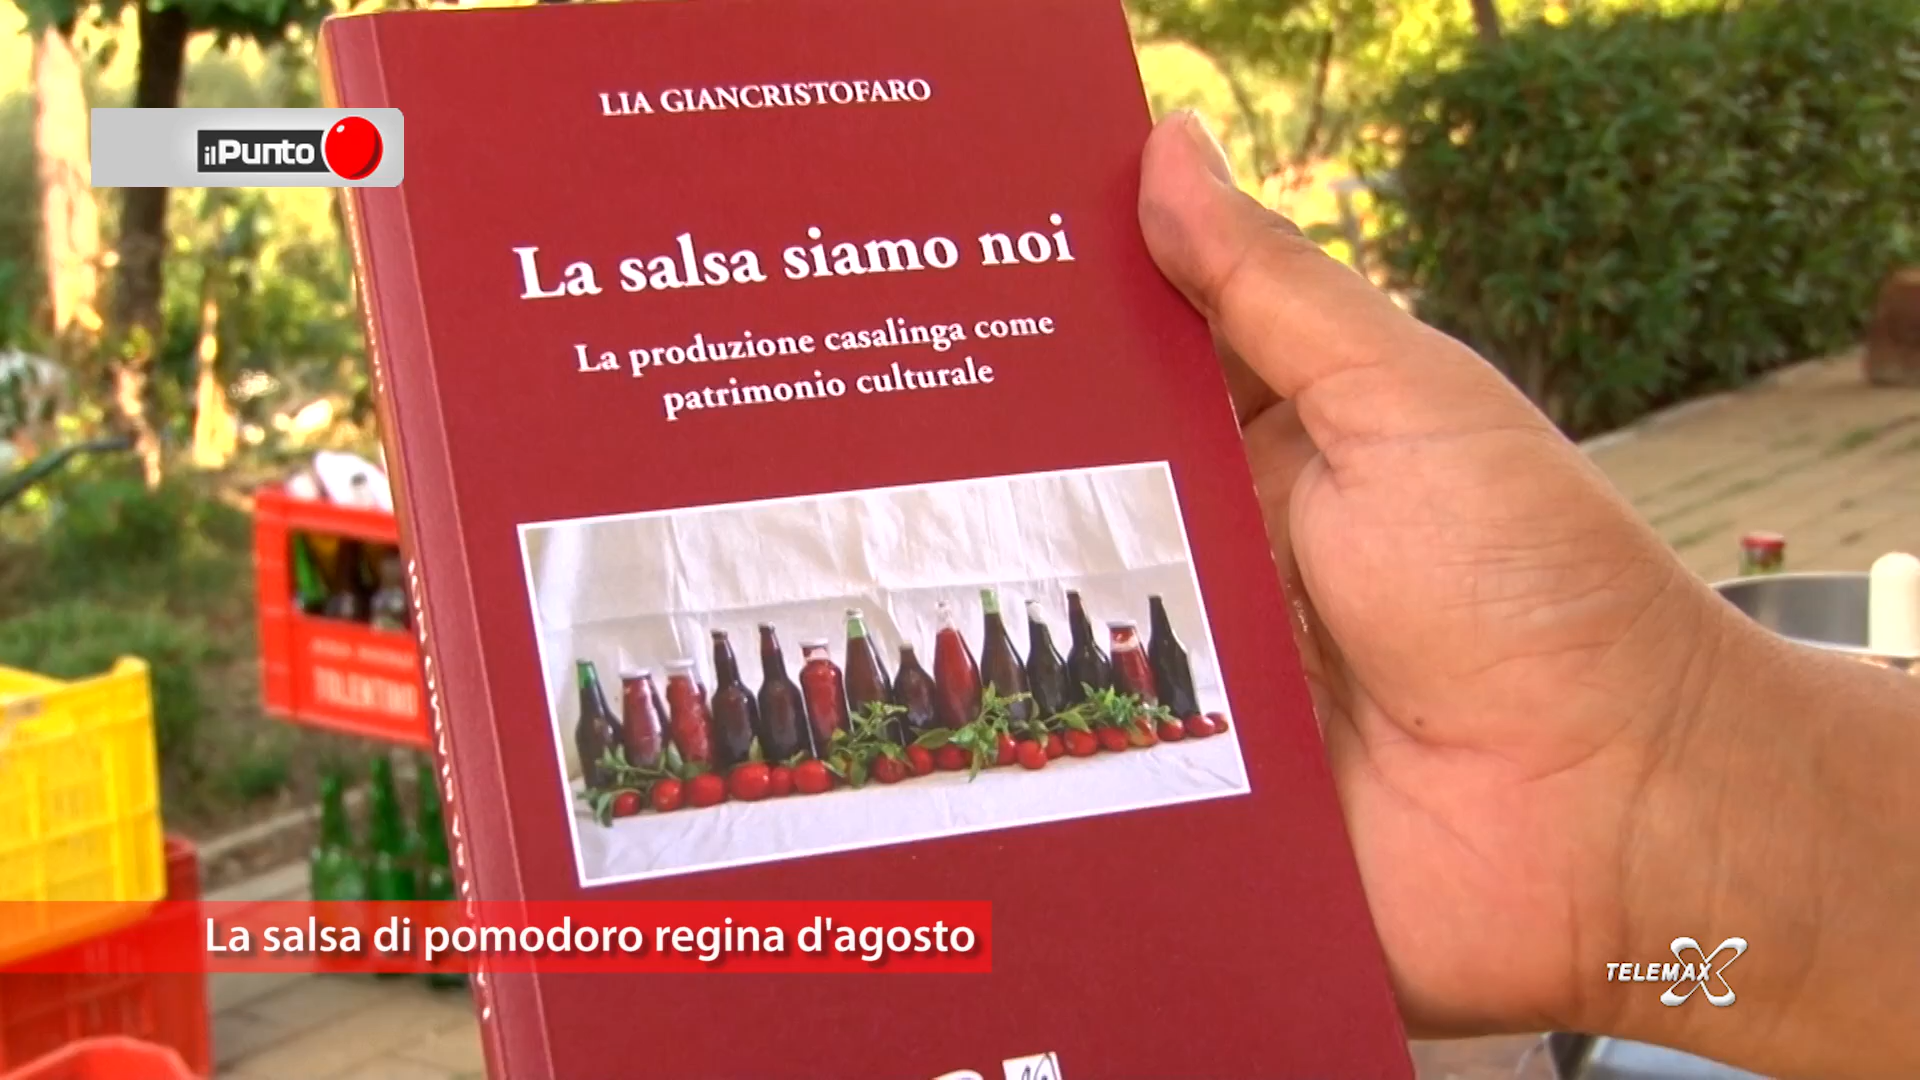 LIA GIANCRISTOFARO
ilPunto
La salsa siamo noi
La produzione casalinga come
patrimonio culturale
TOLENTINO
La salsa di pomodoro regina d'agosto
TELEMAX